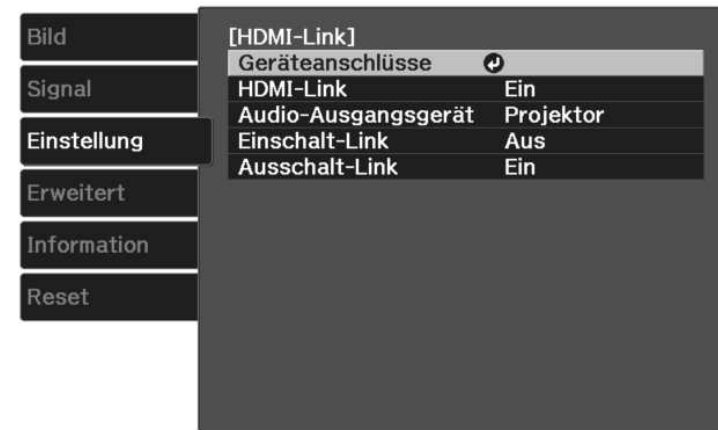 Bild
Signal
Einstellung
Erweitert
Information
Reset
[HDMI-Link]
Geräteanschlüsse
HDMI-Link Ein
Audio-Ausgangsgerät Projektor
Einschalt-Link Aus
Ausschalt-Link Ein